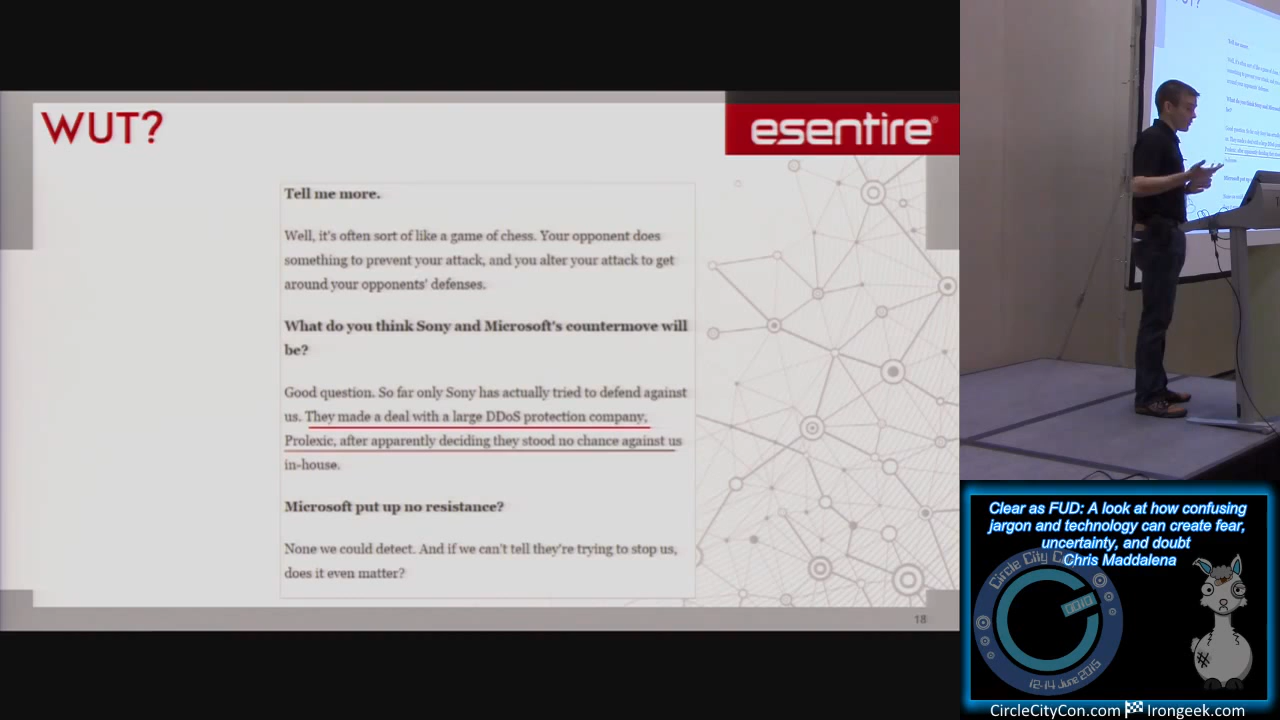 WUT?
esentire®
Tell me more.
Well, it's often sort of like a game of chess. Your opponent does
something to prevent your attack, and you alter your attack to get
around your opponents' defenses.
What do you think Sony and Microsoft's countermove will
be?
Good question. So far only Sony has actually tried to defend against
us. They made a deal with a large DDoS protection company,
Prolexic, after apparently deciding they stood no chance against us
in-house.
Microsoft put up no resistance?
None we could detect. And if we can't tell they're trying to stop us,
does it even matter?
18
Tell me more.
Clear as FUD: A look at how confusing
jargon and technology can create fear,
uncertainty, and doubt
Chris Maddalena
Circle City Con
12-14 June 2015
CircleCityCon.com Irongeek.com